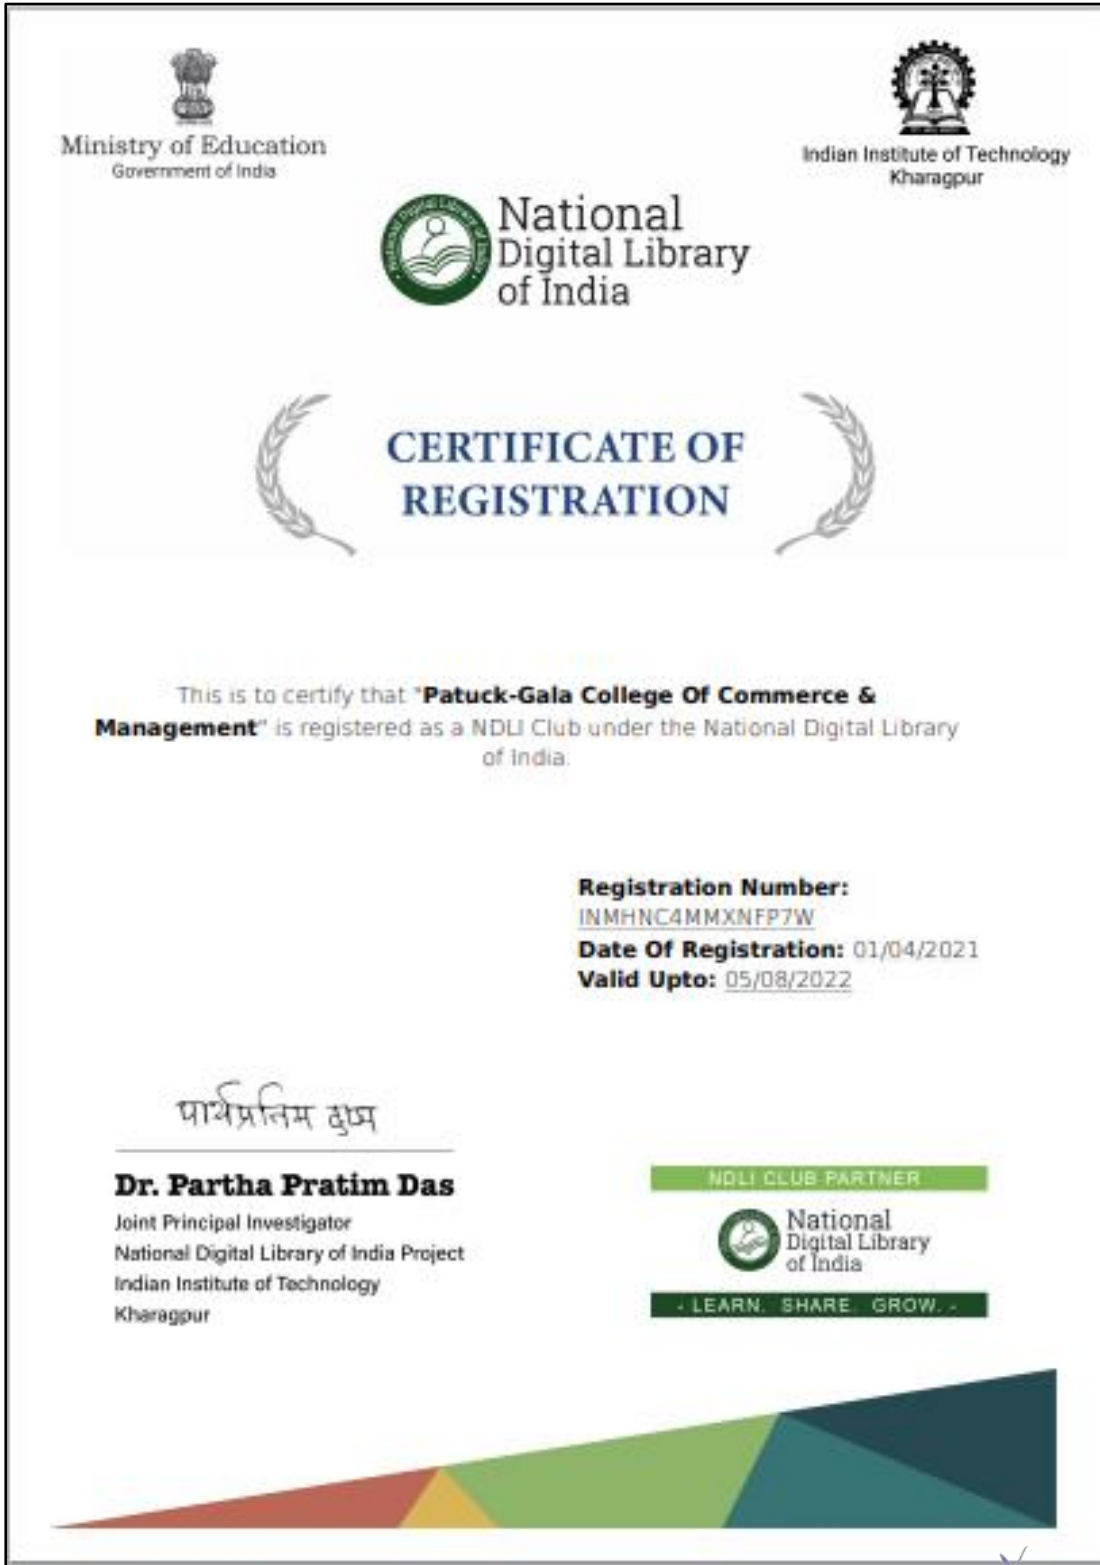 Ministry of Education
Government of India
Indian Institute of Technology
Kharagpur
National
Digital Library
of India
CERTIFICATE OF
REGISTRATION
This is to certify that "Patuck-Gala College Of Commerce &
Management" is registered as a NDLI Club under the National Digital Library
of India.
Registration Number:
INMHNC4MMXNFP7W
Date Of Registration: 01/04/2021
Valid Upto: 05/08/2022
पार्थप्रतिम दाश
Dr. Partha Pratim Das
Joint Principal Investigator
National Digital Library of India Project
Indian Institute of Technology
Kharagpur
NDLI CLUB PARTNER
National
Digital Library
of India
- LEARN. SHARE. GROW. -